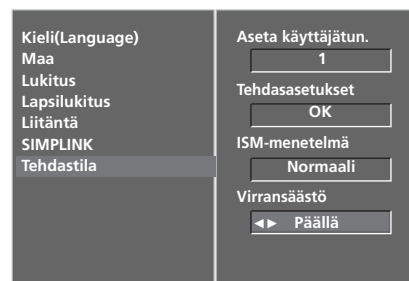 Kieli(Language)
Maa
Lukitus
Lapsilukitus
Liitäntä
SIMPLINK
Tehdastila
Aseta käyttäjätun.
1
Tehdasasetukset
OK
ISM-menetelmä
Normaali
Virransäästö
◄► Päällä